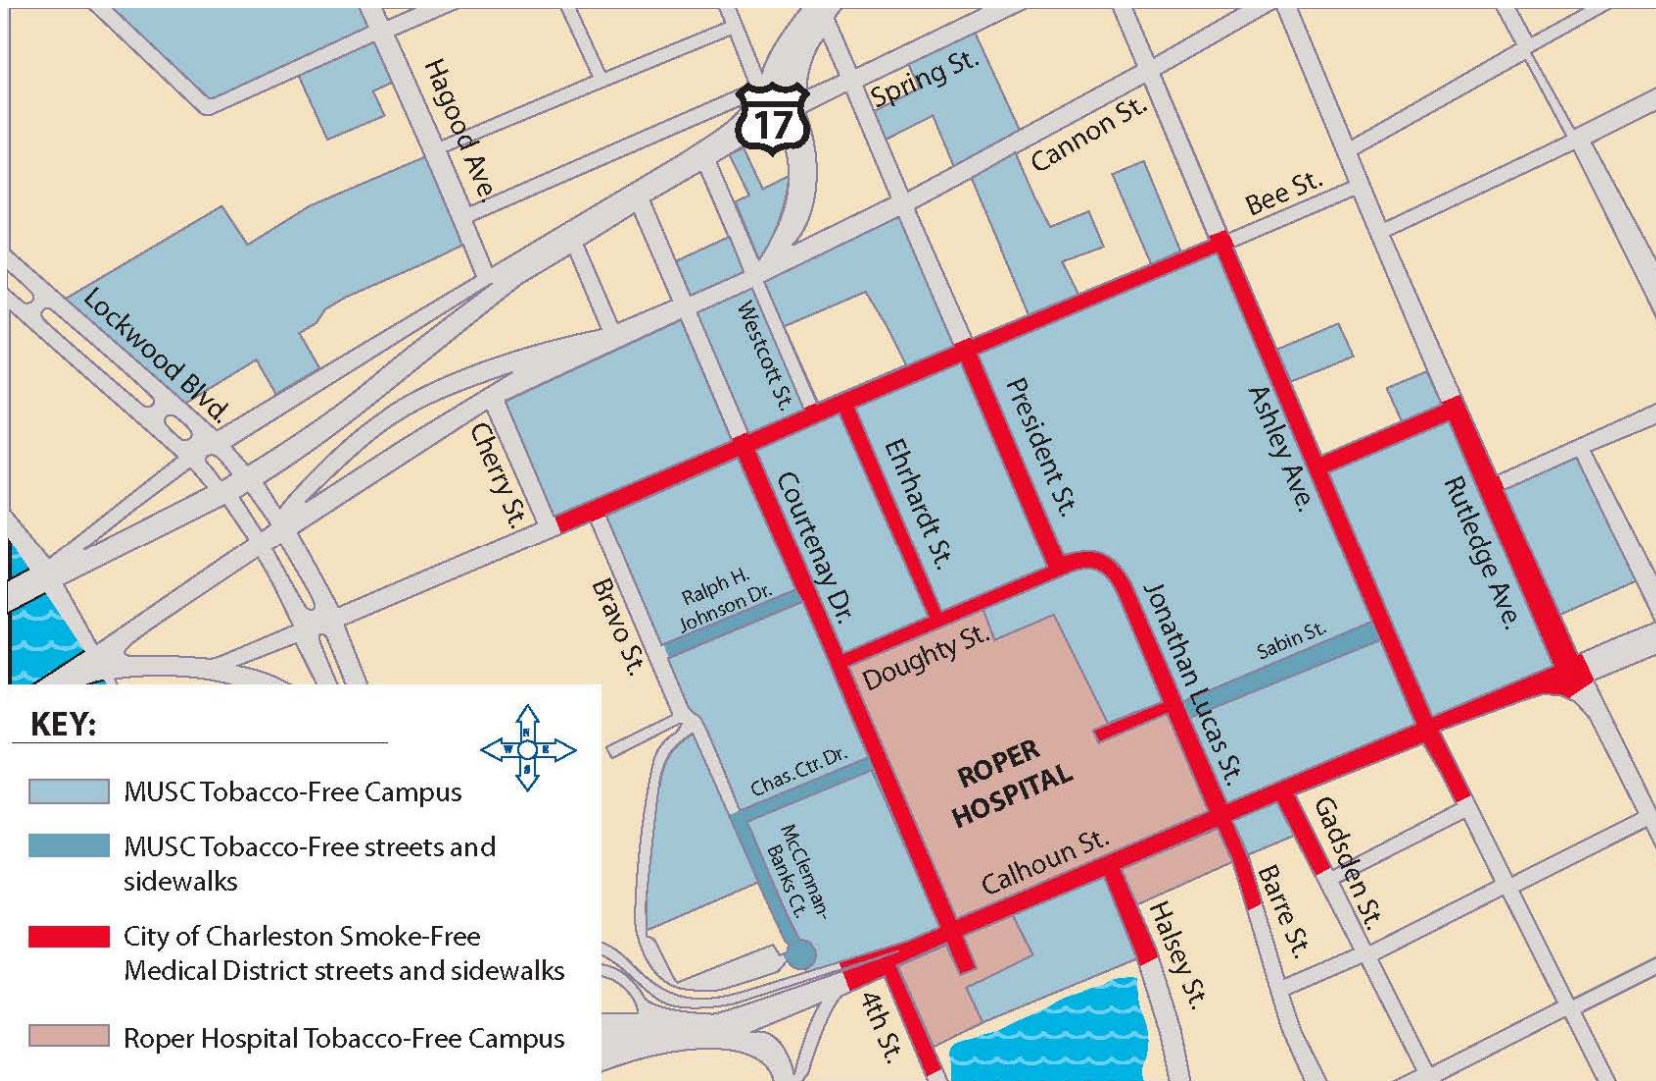 Hagood Ave.
17
Spring St.
Cannon St.
Bee St.
Lockwood Blvd.
Westcott St.
Cherry St.
Courtenay Dr.
Ehrhardt St.
President St.
Ashley Ave.
Rutledge Ave.
Ralph H.
Johnson Dr.
Bravo St.
Doughty St.
Jonathan Lucas St.
Sabin St.
Chas. Ctr. Dr.
McClennan-
Banks Ct.
ROPER
HOSPITAL
Calhoun St.
Gadsden St.
Barre St.
Halsey St.
4th St.
KEY:
N
W E
S
MUSC Tobacco-Free Campus
MUSC Tobacco-Free streets and
sidewalks
City of Charleston Smoke-Free
Medical District streets and sidewalks
Roper Hospital Tobacco-Free Campus